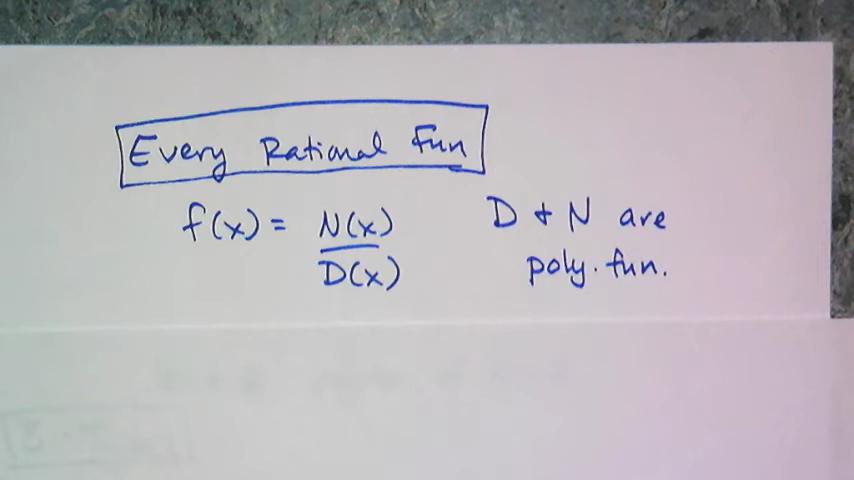 Every Rational Fun
f(x) = N(x)/D(x)
D + N are
poly. fun.